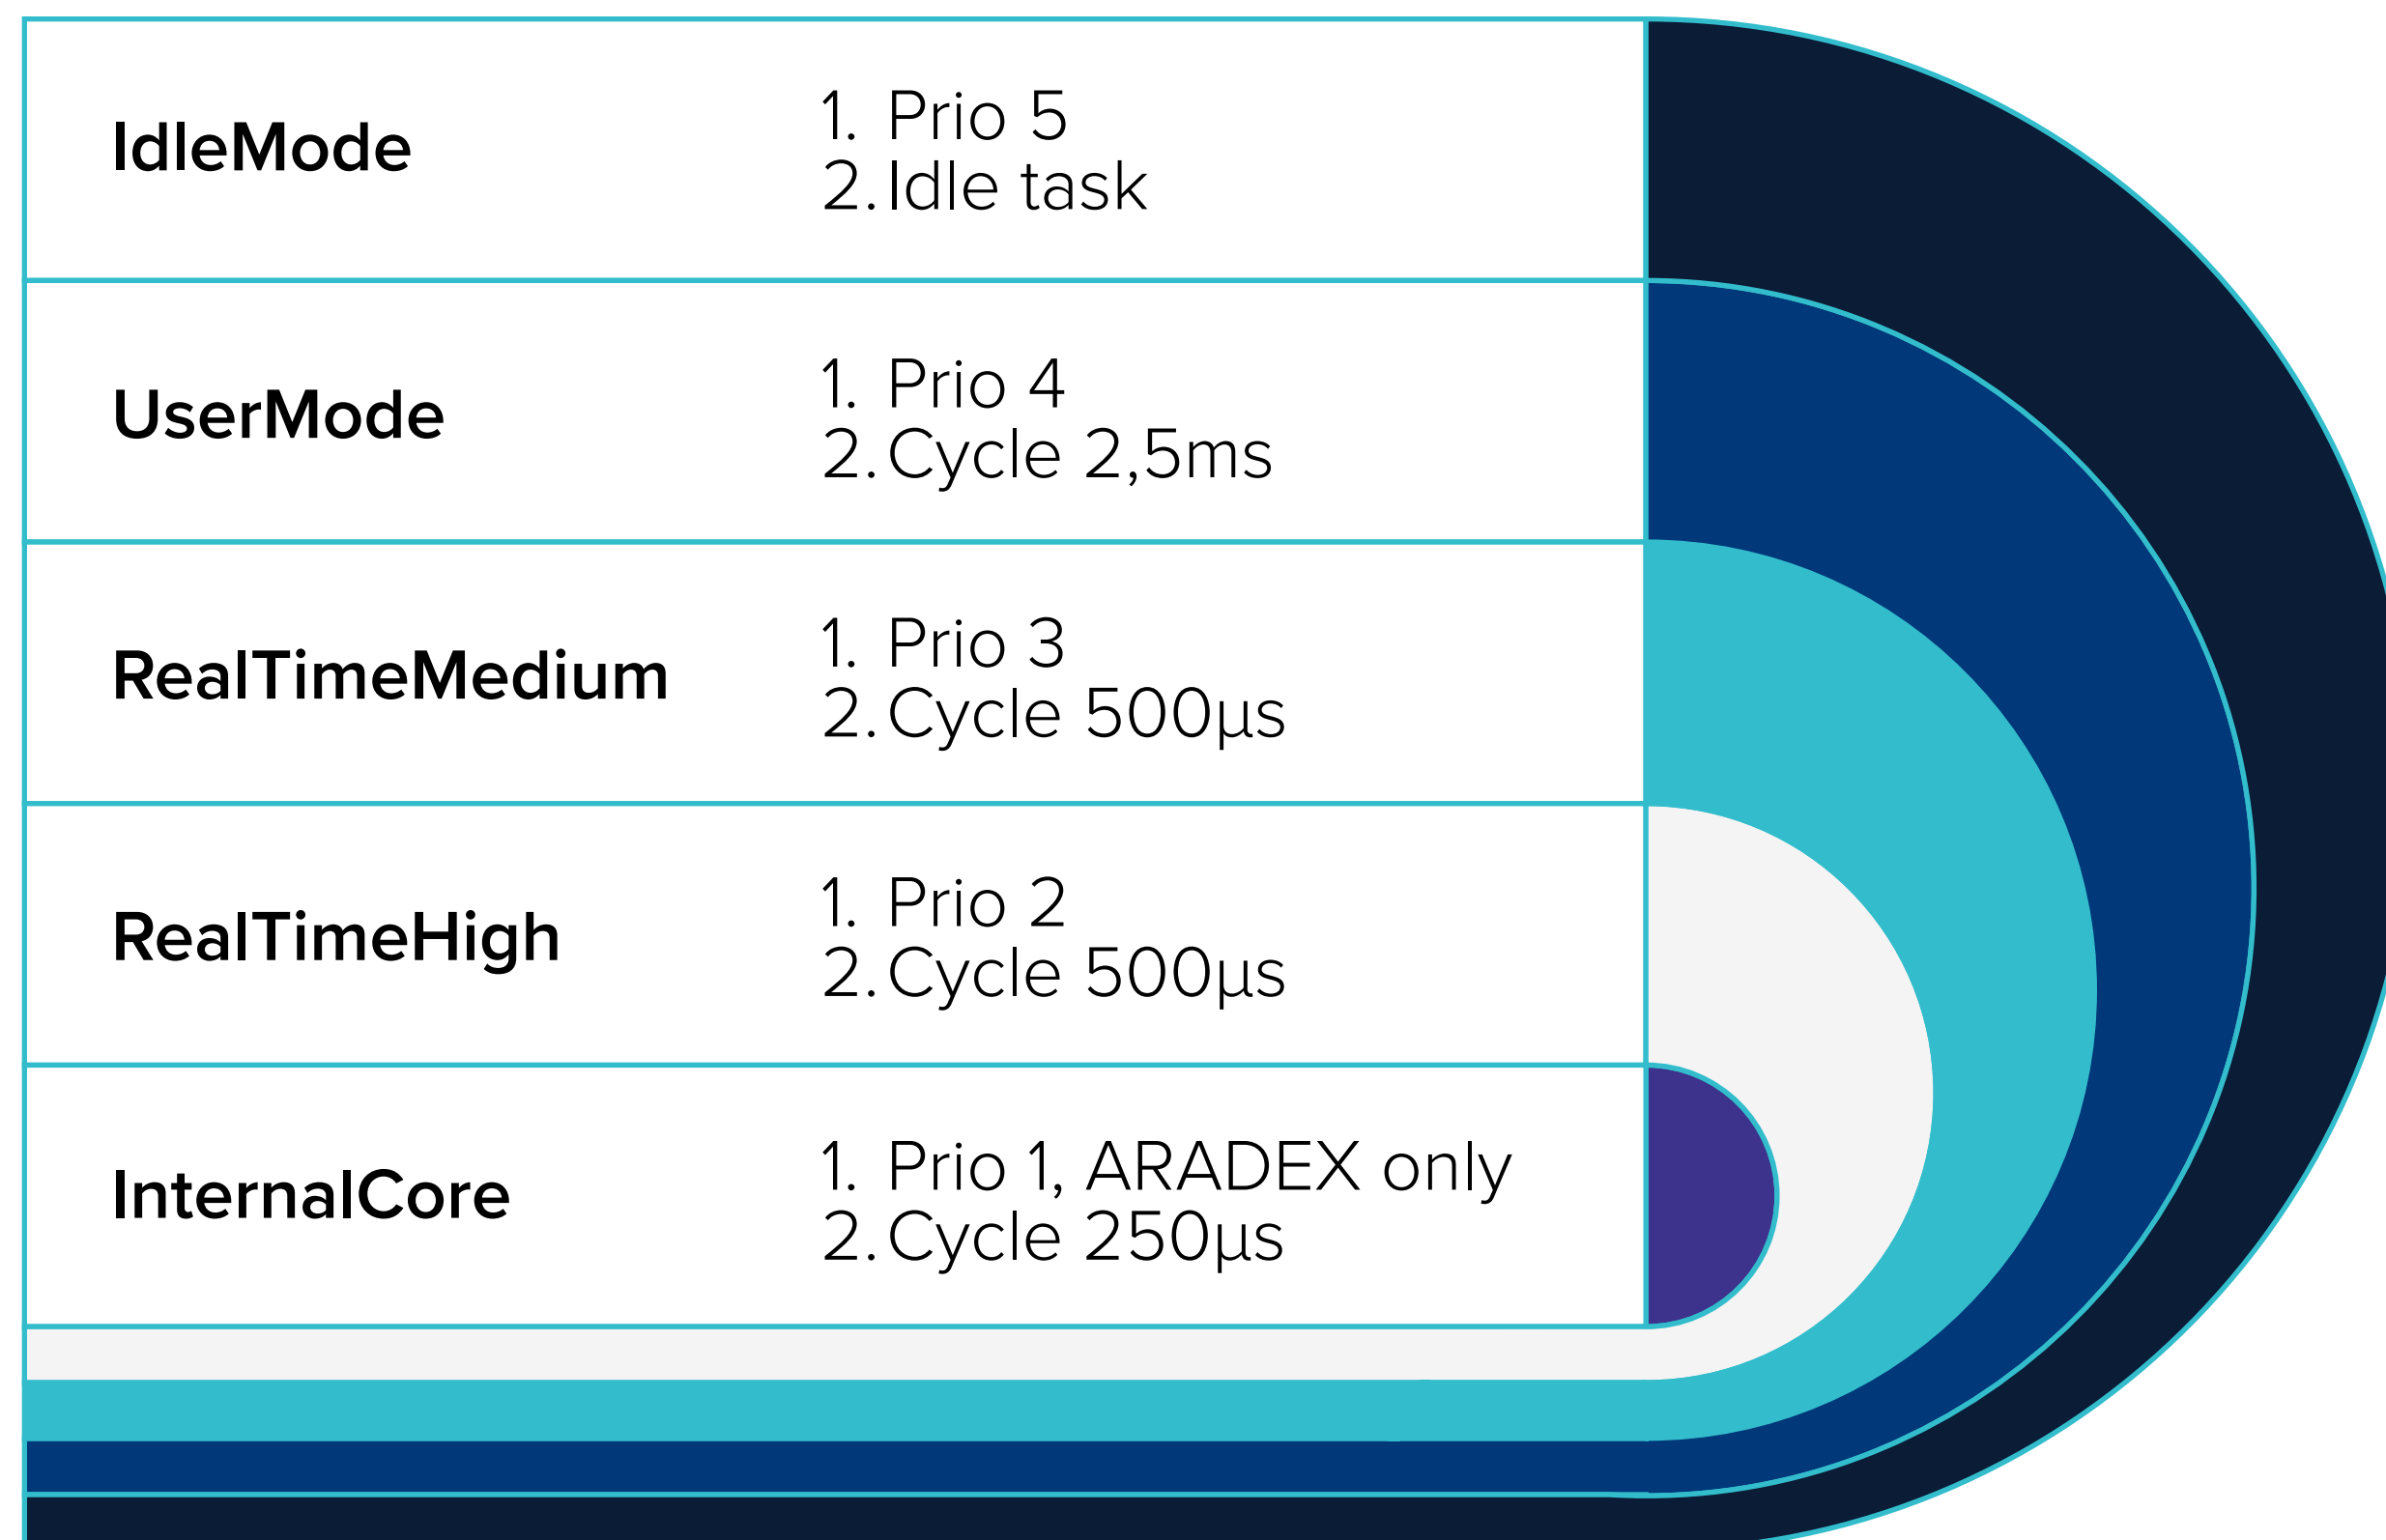 IdleMode
1. Prio 5
2. Idle task
UserMode
1. Prio 4
2. Cycle 2,5ms
RealTimeMedium
1. Prio 3
2. Cycle 500µs
RealTimeHigh
1. Prio 2
2. Cycle 500µs
InternalCore
1. Prio 1, ARADEX only
2. Cycle 250µs